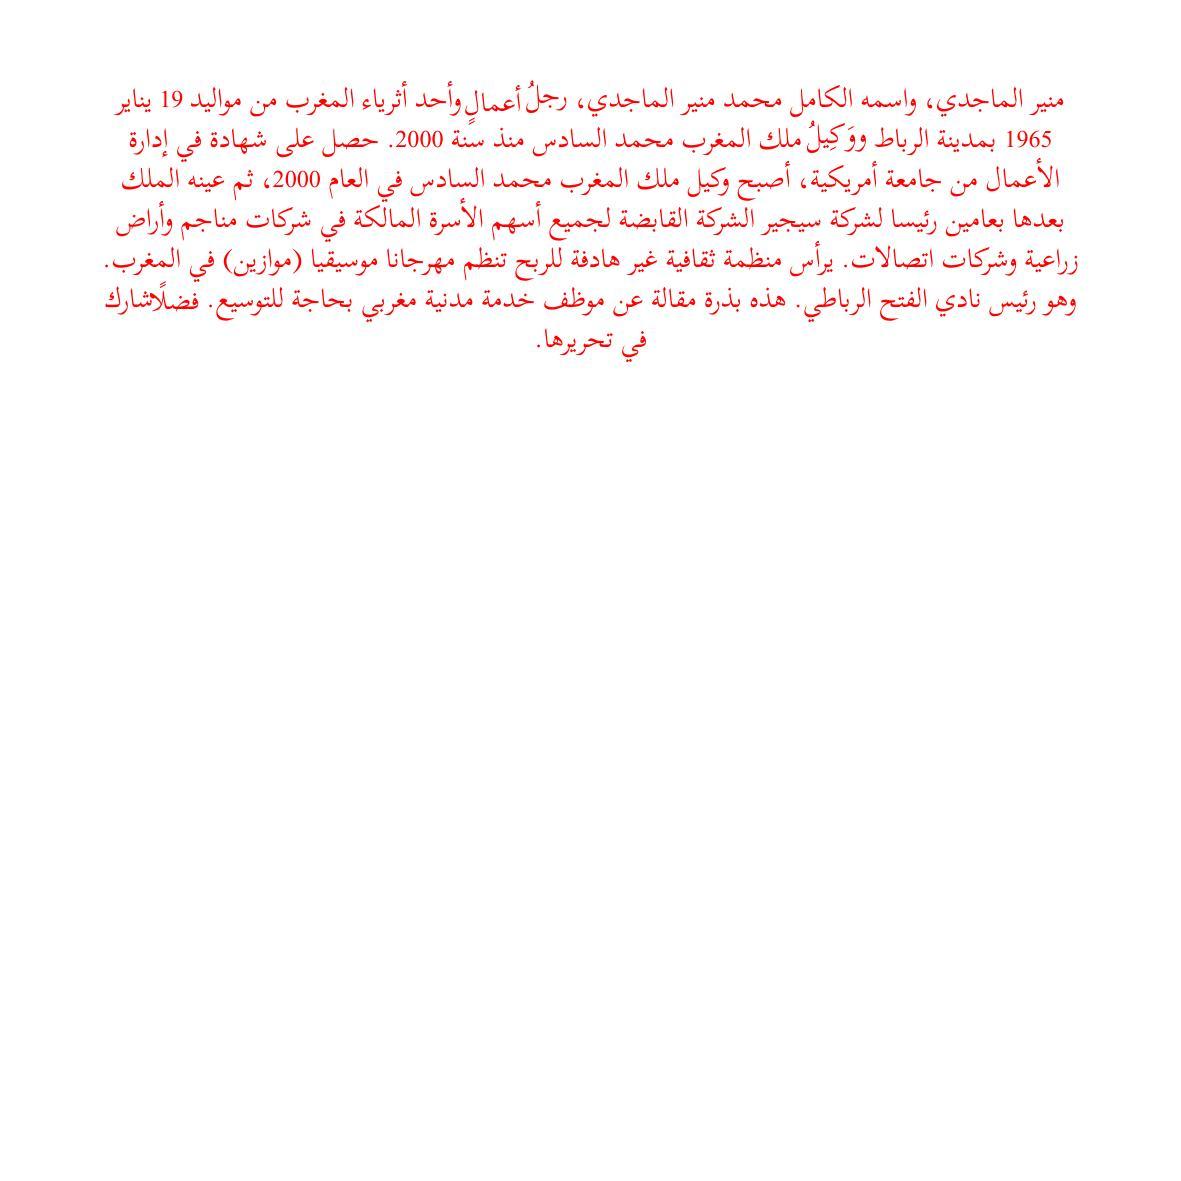 منير الماجدي، واسمه الكامل محمد منير الماجدي، رجلُ أعمالٍ وأحد أثرياء المغرب من مواليد 19 يناير
1965 بمدينة الرباط ووَكِيلُ ملك المغرب محمد السادس منذ سنة 2000. حصل على شهادة في إدارة
الأعمال من جامعة أمريكية، أصبح وكيل ملك المغرب محمد السادس في العام 2000، ثم عينه الملك
بعدها بعامين رئيسا لشركة سيجير الشركة القابضة لجميع أسهم الأسرة المالكة في شركات مناجم وأراض
زراعية وشركات اتصالات. يرأس منظمة ثقافية غير هادفة للربح تنظم مهرجانا موسيقيا (موازين) في المغرب.
وهو رئيس نادي الفتح الرباطي. هذه بذرة مقالة عن موظف خدمة مدنية مغربي بحاجة للتوسيع. فضلًا شارك
في تحريرها.